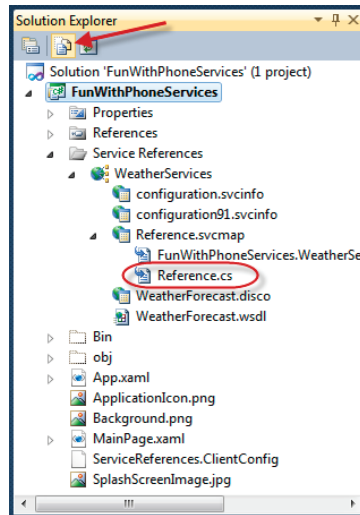 Solution Explorer
Solution 'FunWithPhoneServices' (1 project)
FunWithPhoneServices
Properties
References
Service References
WeatherServices
configuration.svcinfo
configuration91.svcinfo
Reference.svcmap
FunWithPhoneServices.WeatherSe
Reference.cs
WeatherForecast.disco
WeatherForecast.wsdl
Bin
obj
App.xaml
ApplicationIcon.png
Background.png
MainPage.xaml
ServiceReferences.ClientConfig
SplashScreenImage.jpg